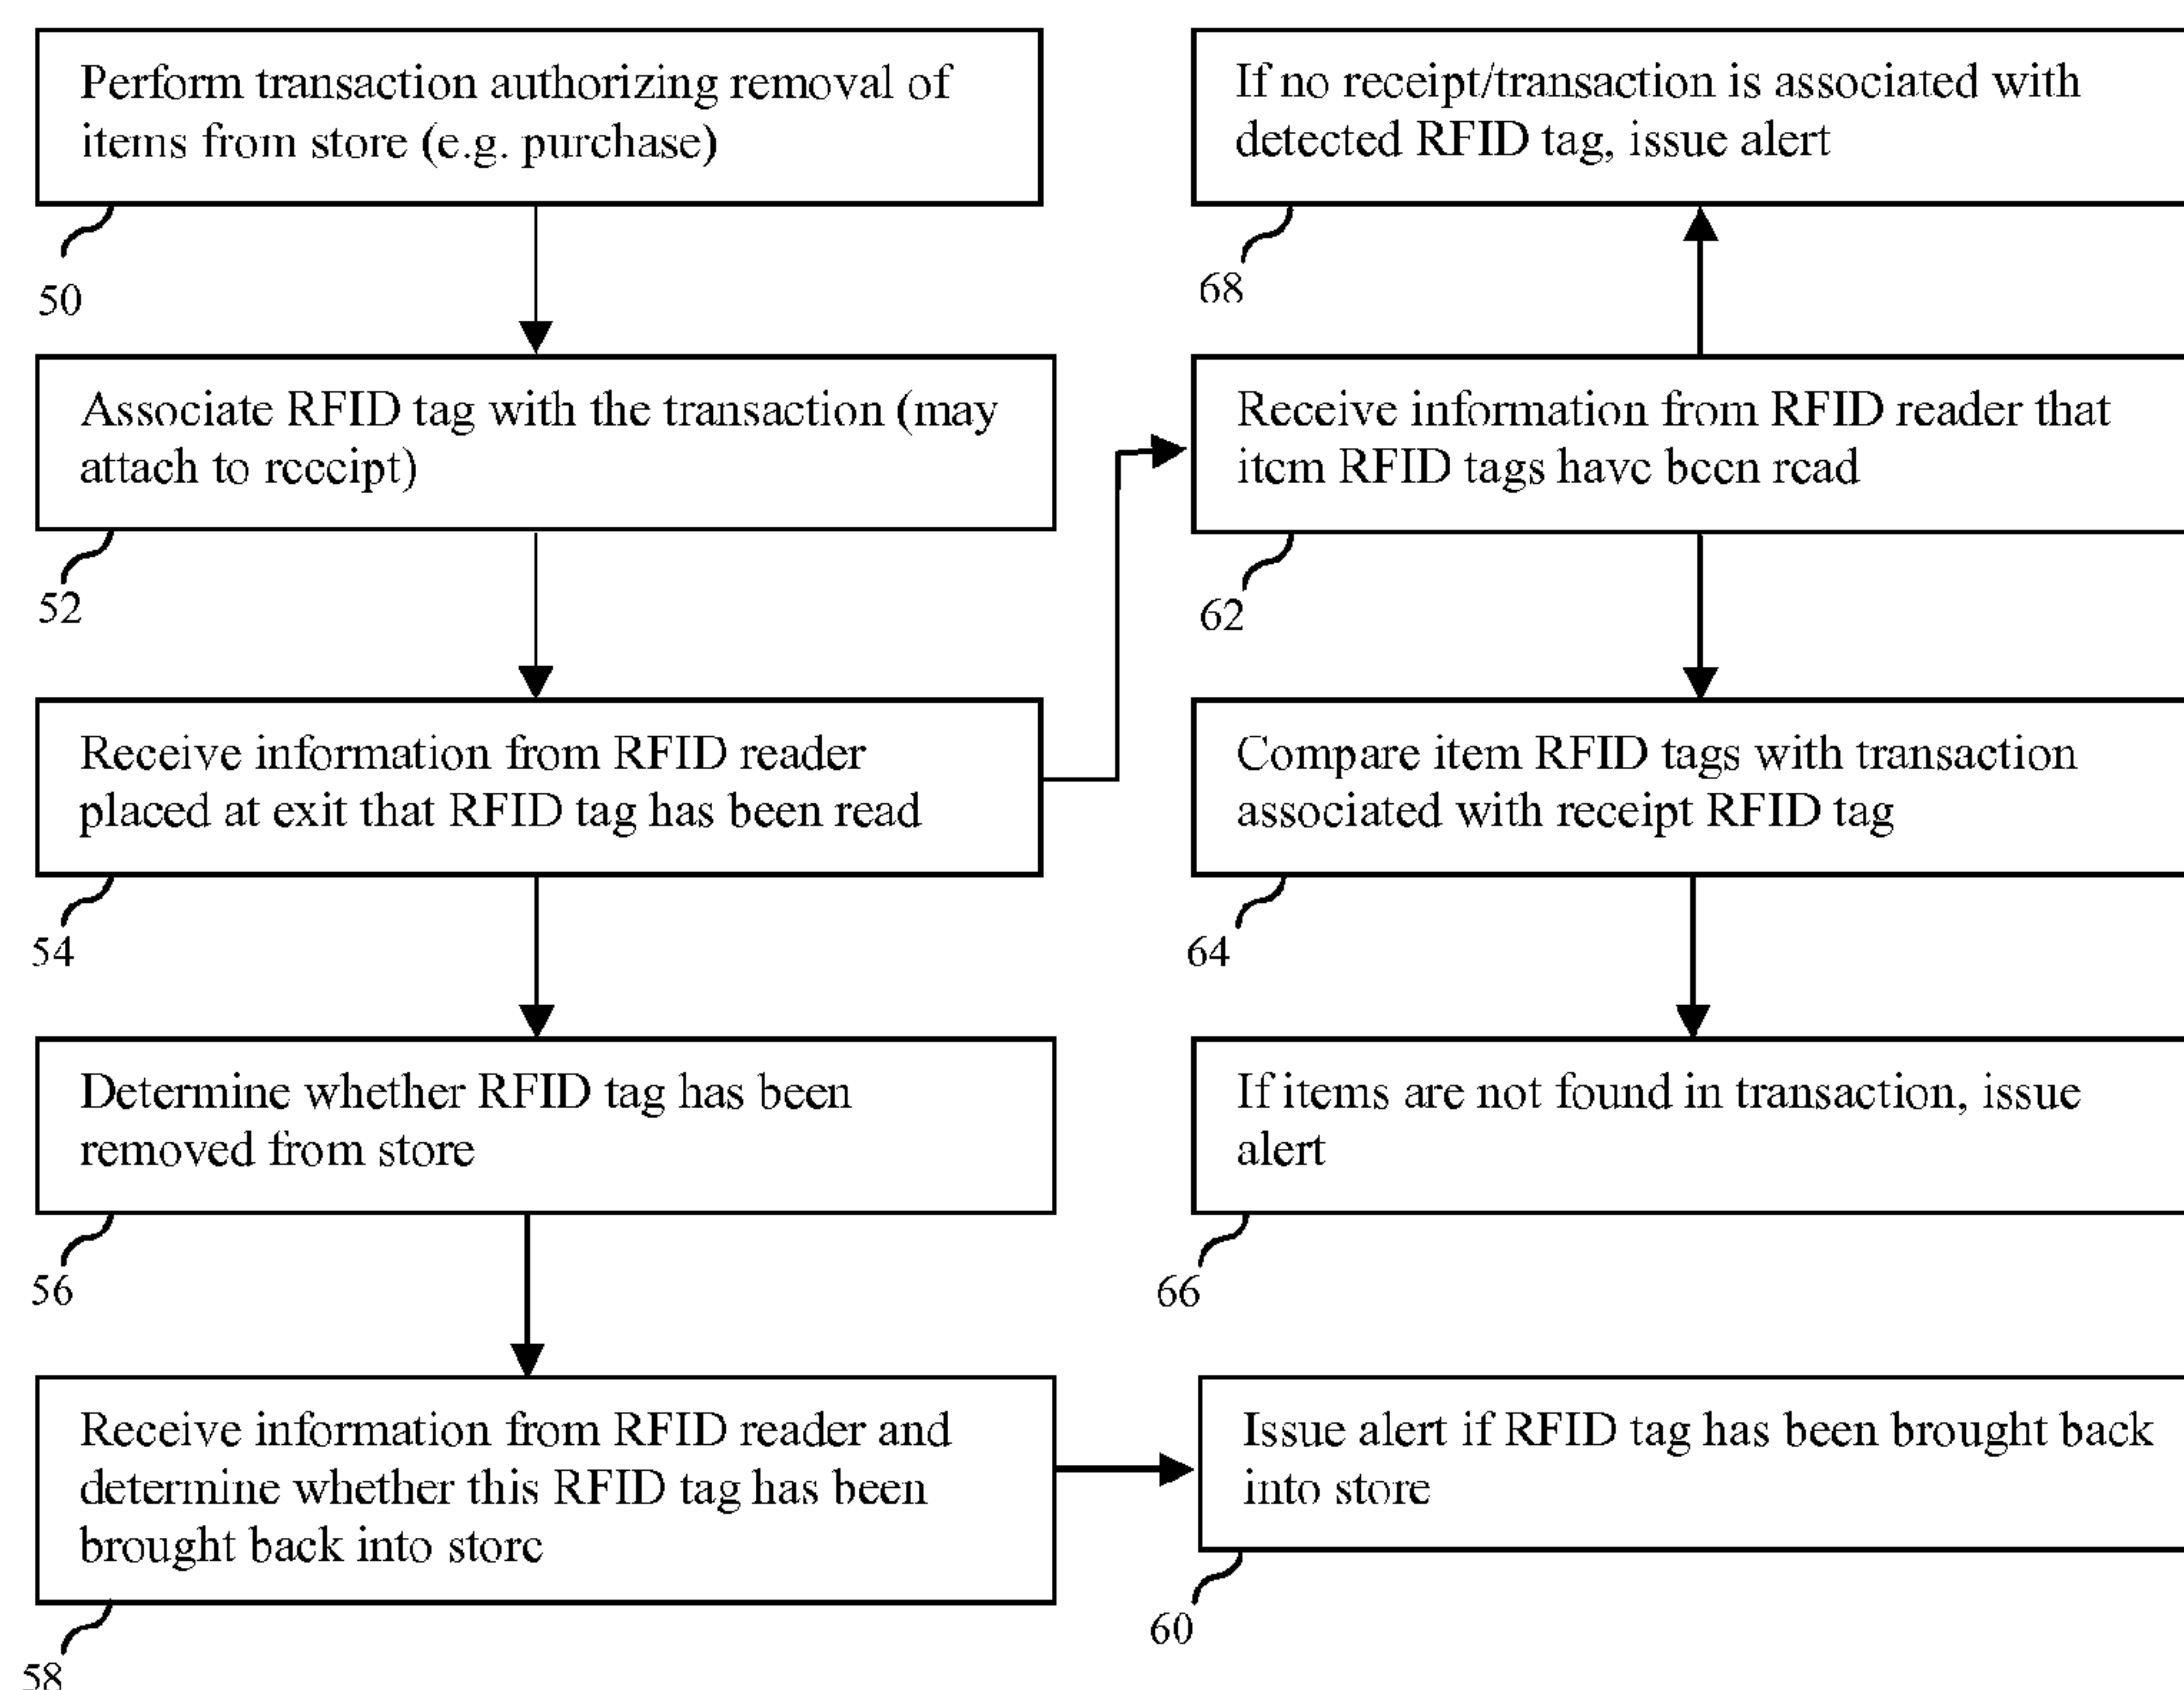 Perform transaction authorizing removal of
items from store (e.g. purchase)
50
Associate RFID tag with the transaction (may
attach to receipt)
52
Receive information from RFID reader
placed at exit that RFID tag has been read
54
Determine whether RFID tag has been
removed from store
56
Receive information from RFID reader and
determine whether this RFID tag has been
brought back into store
58
If no receipt/transaction is associated with
detected RFID tag, issue alert
68
Receive information from RFID reader that
item RFID tags have been read
62
Compare item RFID tags with transaction
associated with receipt RFID tag
64
If items are not found in transaction, issue
alert
66
Issue alert if RFID tag has been brought back
into store
60